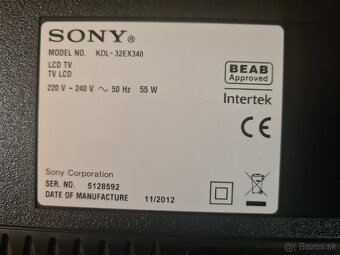 SONY®
MODEL NO. KDL-32EX340
LCD TV
TV LCD
220 V - 240 V ~ 50 Hz 55 W
BEAB
Approved
Intertek
CE
Sony Corporation
SER. NO. 5128592
DATE OF MANUFACTURE 11/2012
Bazos.sk